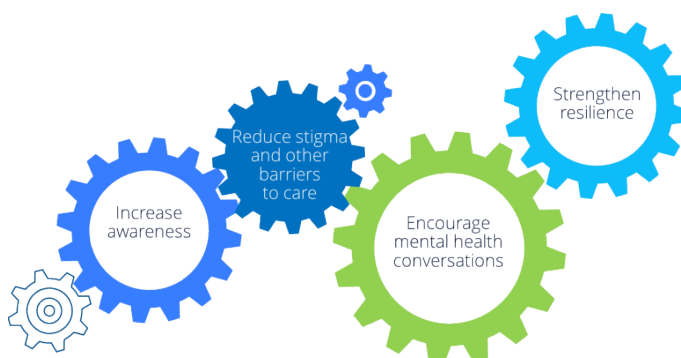 Increase
awareness
Reduce stigma
and other
barriers
to care
Encourage
mental health
conversations
Strengthen
resilience